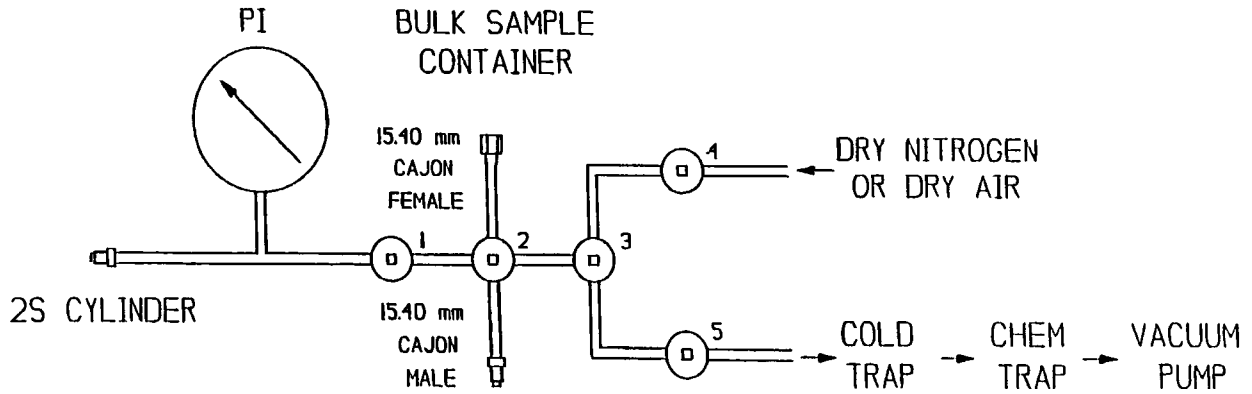 PI
BULK SAMPLE
CONTAINER
15.40 mm
CAJON
FEMALE
4
DRY NITROGEN
OR DRY AIR
1
2
3
2S CYLINDER
15.40 mm
CAJON
MALE
5
COLD
TRAP
CHEM
TRAP
VACUUM
PUMP